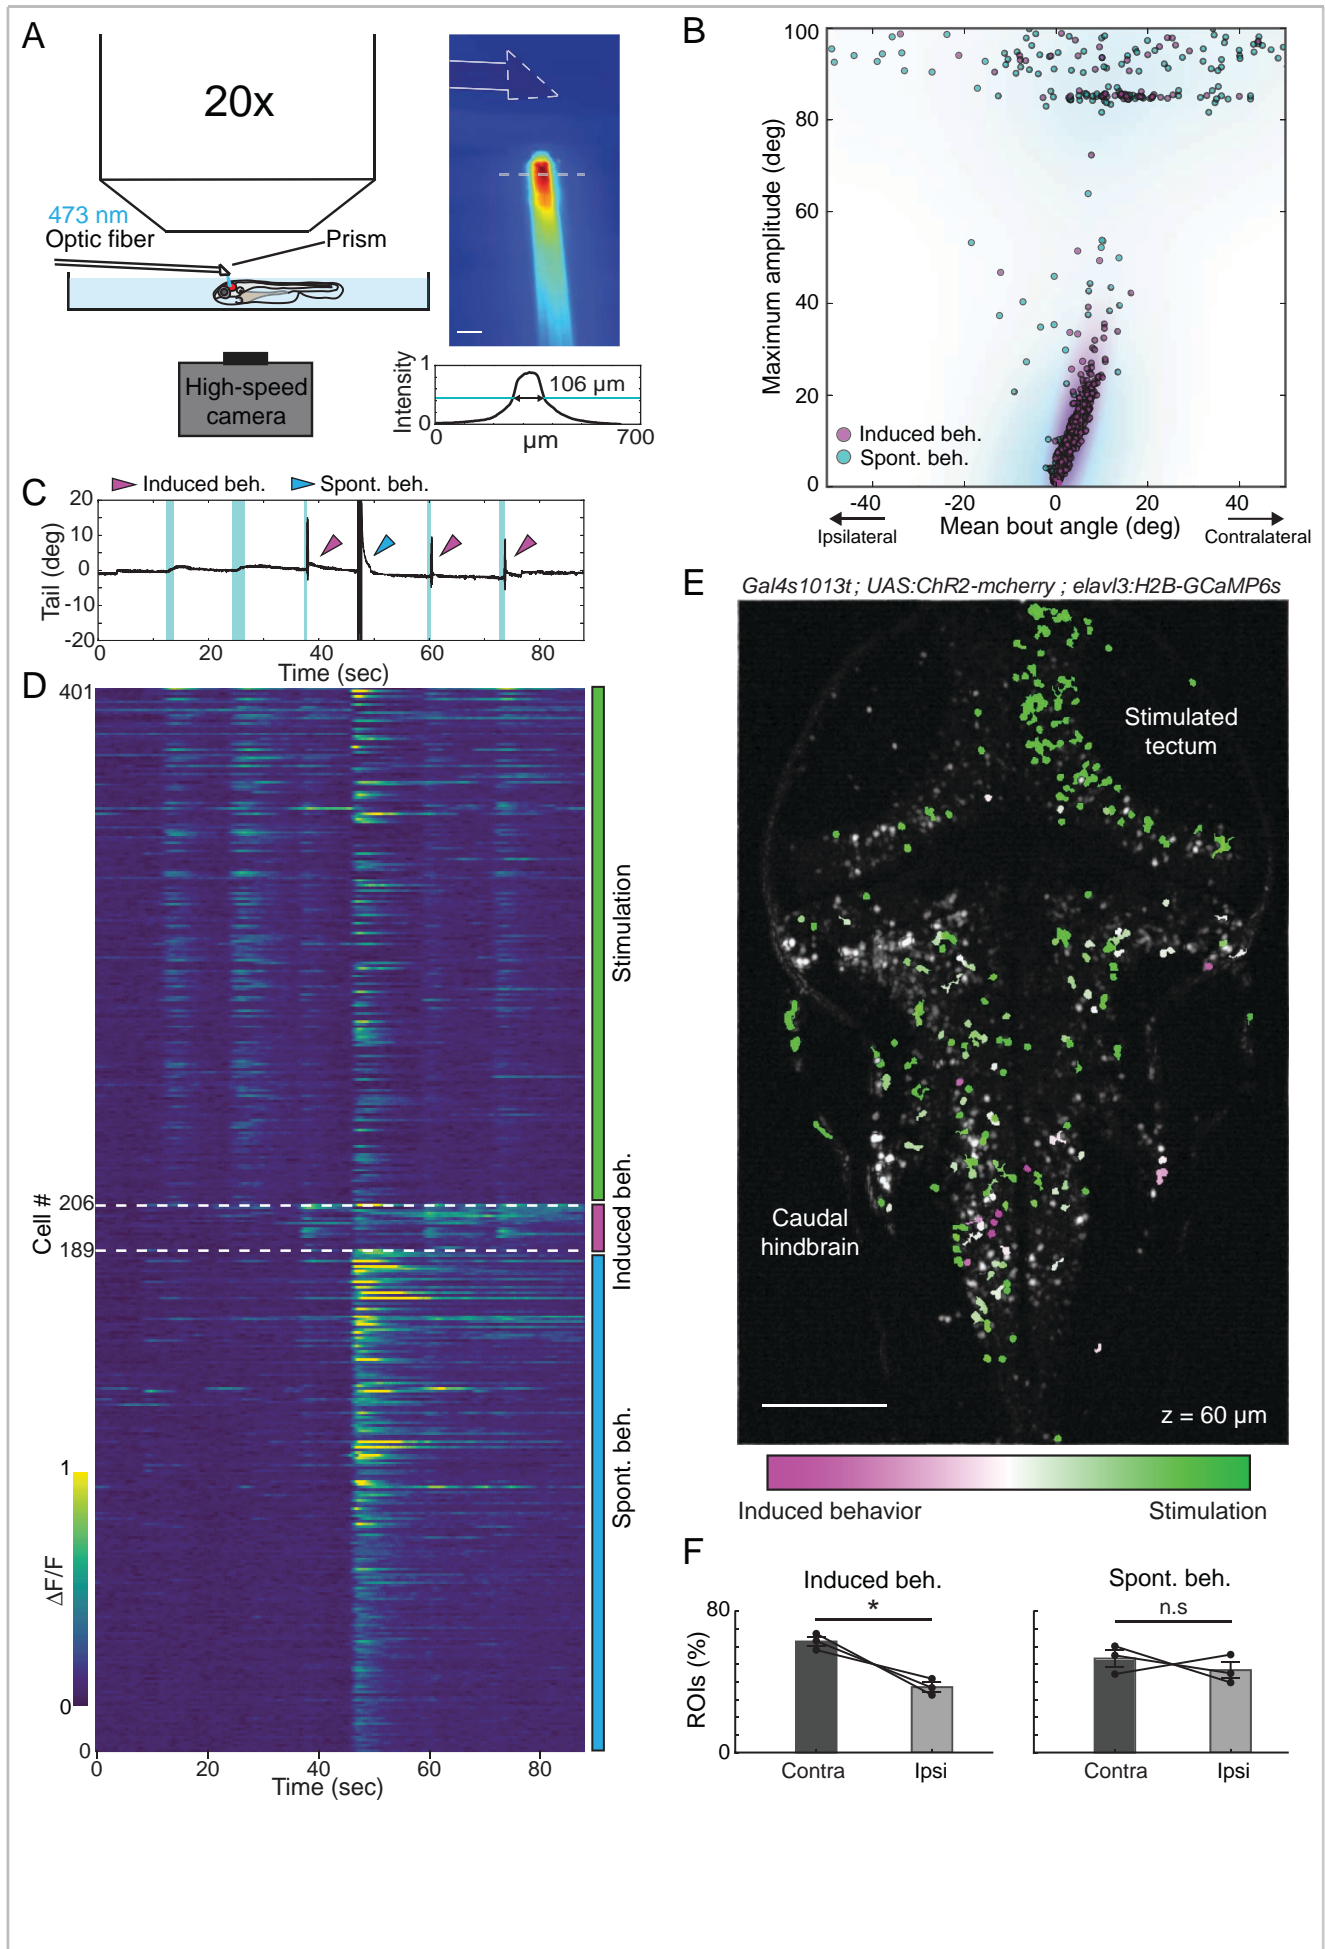 A
20x
473 nm
Optic fiber
Prism
High-speed
camera
Intensity
1
0
106 µm
0
µm
700
B
Maximum amplitude (deg)
100
80
60
40
20
0
Induced beh.
Spont. beh.
-40
-20
0
20
40
Mean bout angle (deg)
Ipsilateral
Contralateral
C
Induced beh.
Spont. beh.
Tail (deg)
20
10
0
-10
-20
0
20
40
60
80
Time (sec)
D
401
206
189
0
Cell #
Stimulation
Induced beh.
Spont. beh.
1
0
ΔF/F
0
20
40
60
80
Time (sec)
E
Gal4s1013t ; UAS:ChR2-mcherry ; elavl3:H2B-GCaMP6s
Stimulated
tectum
Caudal
hindbrain
z = 60 µm
Induced behavior
Stimulation
F
Induced beh.
*
80
0
ROIs (%)
Contra
Ipsi
Spont. beh.
n.s
Contra
Ipsi